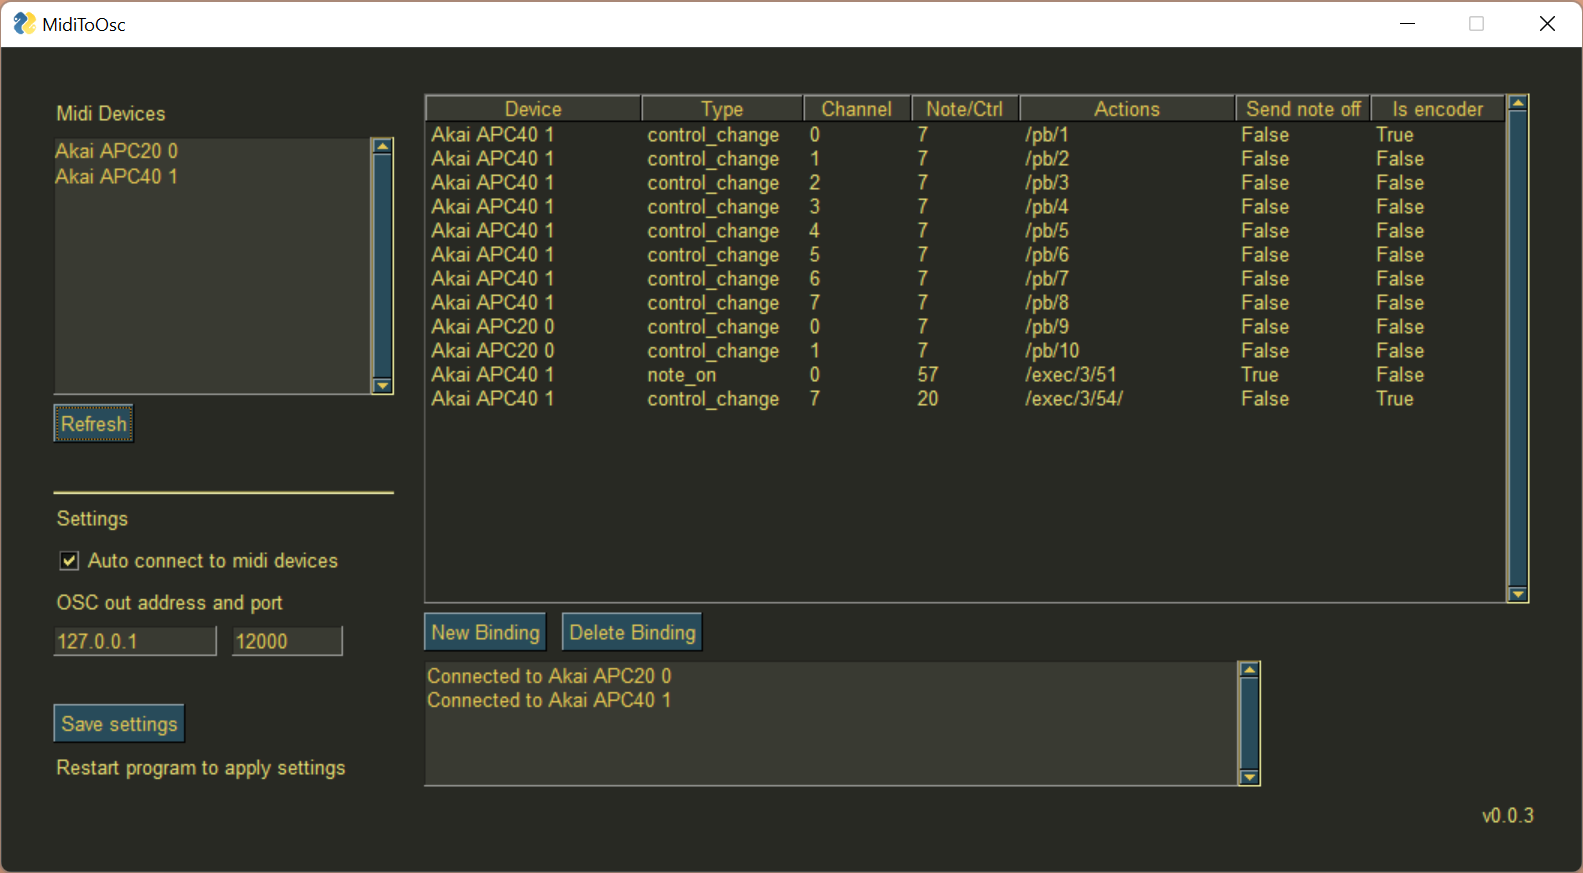 MidiToOsc
Midi Devices
Akai APC20 0
Akai APC40 1
Refresh
Settings
Auto connect to midi devices
OSC out address and port
127.0.0.1 12000
Save settings
Restart program to apply settings
Device Type Channel Note/Ctrl Actions Send note off Is encoder
Akai APC40 1 control_change 0 7 /pb/1 False True
Akai APC40 1 control_change 1 7 /pb/2 False False
Akai APC40 1 control_change 2 7 /pb/3 False False
Akai APC40 1 control_change 3 7 /pb/4 False False
Akai APC40 1 control_change 4 7 /pb/5 False False
Akai APC40 1 control_change 5 7 /pb/6 False False
Akai APC40 1 control_change 6 7 /pb/7 False False
Akai APC40 1 control_change 7 7 /pb/8 False False
Akai APC20 0 control_change 0 7 /pb/9 False False
Akai APC20 0 control_change 1 7 /pb/10 False False
Akai APC40 1 note_on 0 57 /exec/3/51 True False
Akai APC40 1 control_change 7 20 /exec/3/54/ False True
New Binding Delete Binding
Connected to Akai APC20 0
Connected to Akai APC40 1
v0.0.3